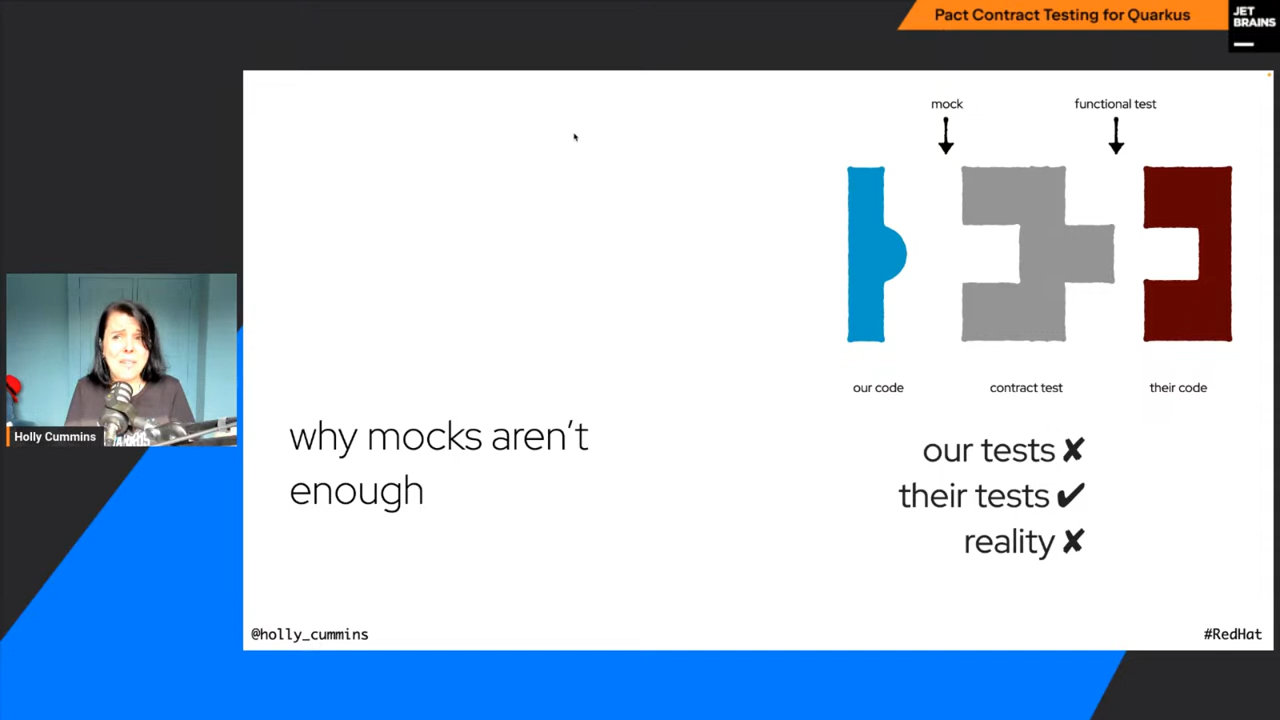 Pact Contract Testing for Quarkus
JET
BRAINS
mock
functional test
our code
contract test
their code
why mocks aren't
enough
our tests ✘
their tests ✔
reality ✘
Holly Cummins
@holly_cummins
#RedHat